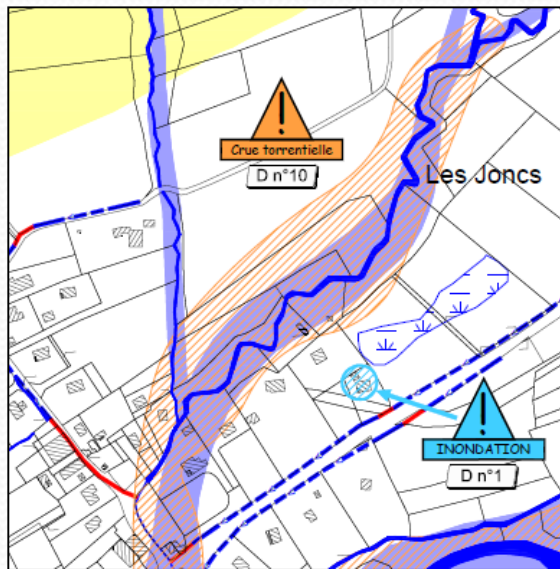 !
Crue torrentielle
D n°10
Les Joncs
!
INONDATION
D n°1